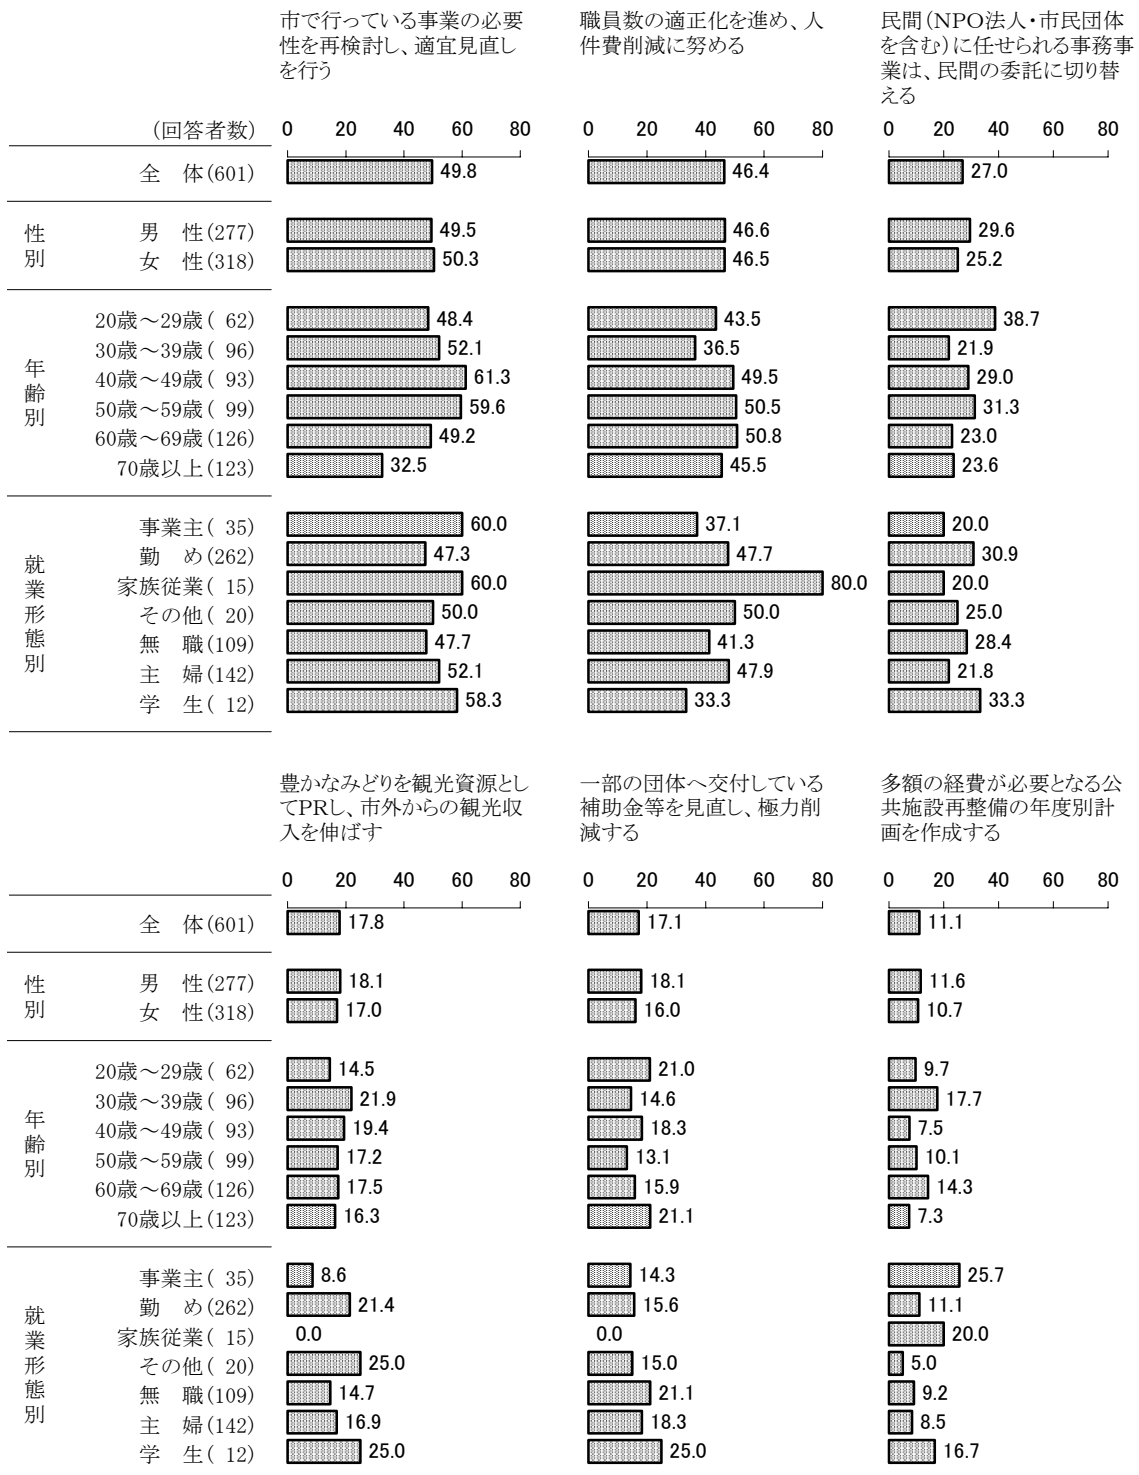 市で行っている事業の必要
性を再検討し、適宜見直し
を行う
職員数の適正化を進め、人
件費削減に努める
民間(NPO法人・市民団体
を含む)に任せられる事務事
業は、民間の委託に切り替
える
(回答者数) 0 20 40 60 80 0 20 40 60 80 0 20 40 60 80
全 体(601) 49.8 46.4 27.0
性別
男 性(277) 49.5 46.6 29.6
女 性(318) 50.3 46.5 25.2
年齢別
20歳～29歳( 62) 48.4 43.5 38.7
30歳～39歳( 96) 52.1 36.5 21.9
40歳～49歳( 93) 61.3 49.5 29.0
50歳～59歳( 99) 59.6 50.5 31.3
60歳～69歳(126) 49.2 50.8 23.0
70歳以上(123) 32.5 45.5 23.6
就業形態別
事業主( 35) 60.0 37.1 20.0
勤 め(262) 47.3 47.7 30.9
家族従業( 15) 60.0 80.0 20.0
その他( 20) 50.0 50.0 25.0
無 職(109) 47.7 41.3 28.4
主 婦(142) 52.1 47.9 21.8
学 生( 12) 58.3 33.3 33.3
豊かなみどりを観光資源とし
てPRし、市外からの観光収
入を伸ばす
一部の団体へ交付している
補助金等を見直し、極力削
減する
多額の経費が必要となる公
共施設再整備の年度別計
画を作成する
0 20 40 60 80 0 20 40 60 80 0 20 40 60 80
全 体(601) 17.8 17.1 11.1
性別
男 性(277) 18.1 18.1 11.6
女 性(318) 17.0 16.0 10.7
年齢別
20歳～29歳( 62) 14.5 21.0 9.7
30歳～39歳( 96) 21.9 14.6 17.7
40歳～49歳( 93) 19.4 18.3 7.5
50歳～59歳( 99) 17.2 13.1 10.1
60歳～69歳(126) 17.5 15.9 14.3
70歳以上(123) 16.3 21.1 7.3
就業形態別
事業主( 35) 8.6 14.3 25.7
勤 め(262) 21.4 15.6 11.1
家族従業( 15) 0.0 0.0 20.0
その他( 20) 25.0 15.0 5.0
無 職(109) 14.7 21.1 9.2
主 婦(142) 16.9 18.3 8.5
学 生( 12) 25.0 25.0 16.7